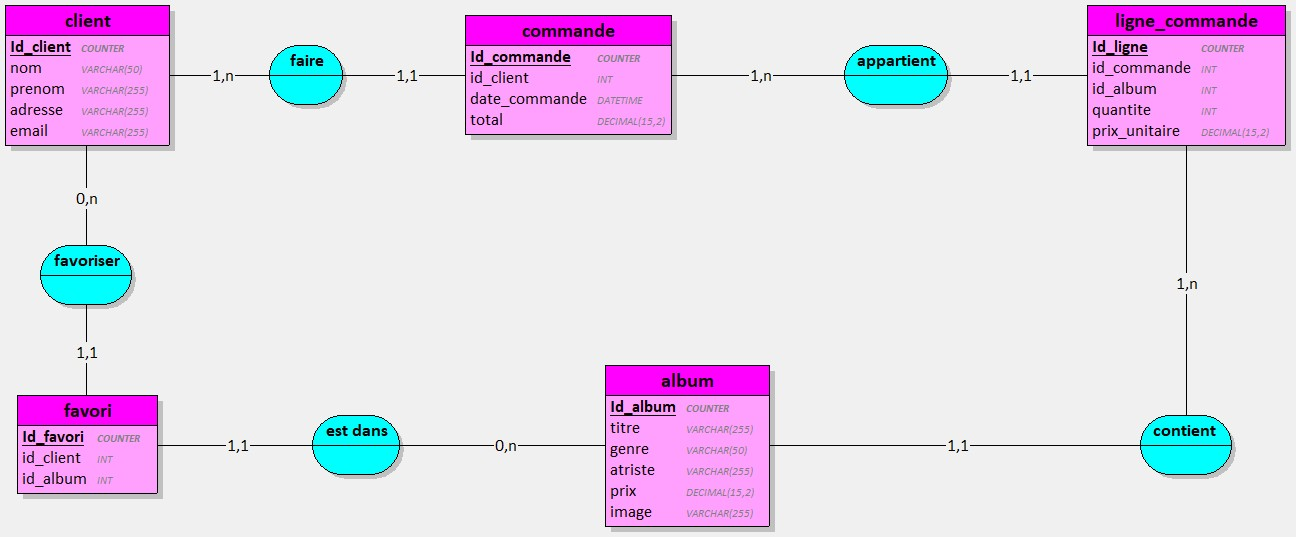 client
Id_client COUNTER
nom VARCHAR(50)
prenom VARCHAR(255)
adresse VARCHAR(255)
email VARCHAR(255)
1,n
faire
1,1
commande
Id_commande COUNTER
id_client INT
date_commande DATETIME
total DECIMAL(15,2)
1,n
appartient
1,1
ligne_commande
Id_ligne COUNTER
id_commande INT
id_album INT
quantite INT
prix_unitaire DECIMAL(15,2)
0,n
favoriser
1,1
1,n
favori
Id_favori COUNTER
id_client INT
id_album INT
1,1
est dans
0,n
album
Id_album COUNTER
titre VARCHAR(255)
genre VARCHAR(50)
atriste VARCHAR(255)
prix DECIMAL(15,2)
image VARCHAR(255)
1,1
contient